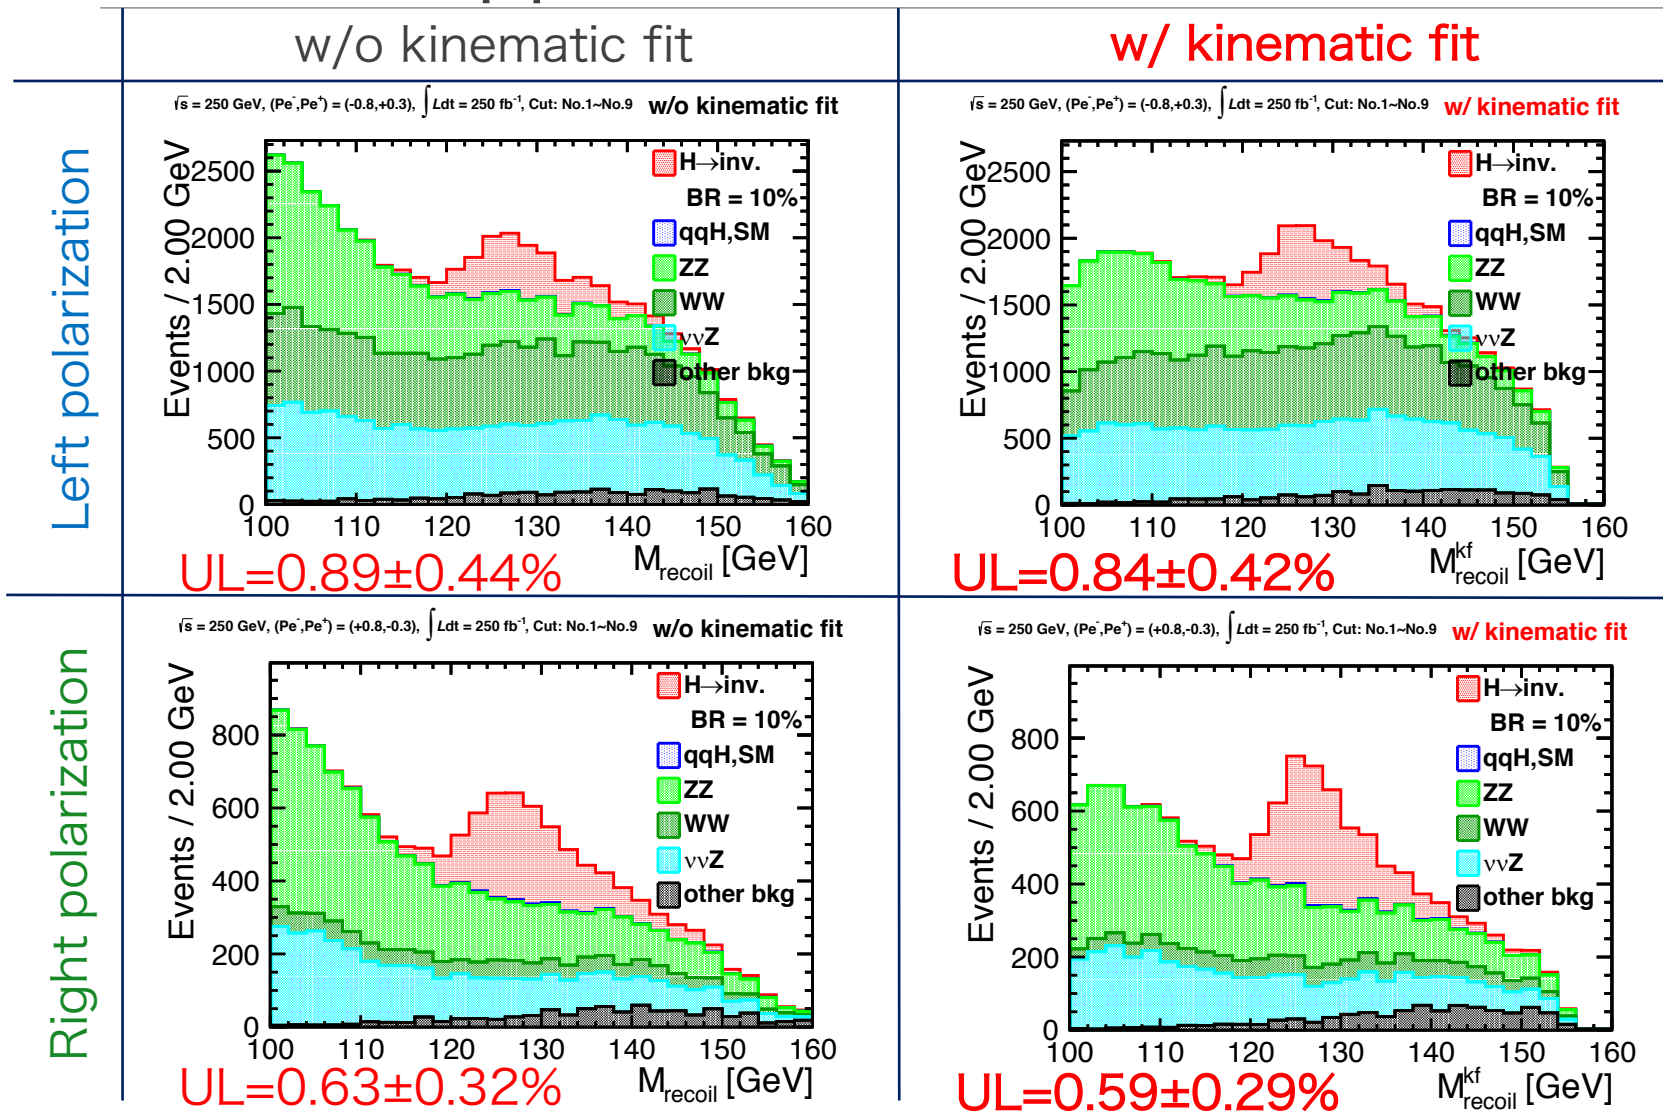 w/o kinematic fit
w/ kinematic fit
Left polarization
√s = 250 GeV, (Pe⁻,Pe⁺) = (-0.8,+0.3), ∫Ldt = 250 fb⁻¹, Cut: No.1~No.9 w/o kinematic fit
Events / 2.00 GeV
2500
2000
1500
1000
500
0
H→inv.
BR = 10%
qqH,SM
ZZ
WW
ννZ
other bkg
100 110 120 130 140 150 160
M_recoil [GeV]
UL=0.89±0.44%
√s = 250 GeV, (Pe⁻,Pe⁺) = (-0.8,+0.3), ∫Ldt = 250 fb⁻¹, Cut: No.1~No.9 w/ kinematic fit
Events / 2.00 GeV
2500
2000
1500
1000
500
0
H→inv.
BR = 10%
qqH,SM
ZZ
WW
ννZ
other bkg
100 110 120 130 140 150 160
M^kf_recoil [GeV]
UL=0.84±0.42%
Right polarization
√s = 250 GeV, (Pe⁻,Pe⁺) = (+0.8,-0.3), ∫Ldt = 250 fb⁻¹, Cut: No.1~No.9 w/o kinematic fit
Events / 2.00 GeV
800
600
400
200
0
H→inv.
BR = 10%
qqH,SM
ZZ
WW
ννZ
other bkg
100 110 120 130 140 150 160
M_recoil [GeV]
UL=0.63±0.32%
√s = 250 GeV, (Pe⁻,Pe⁺) = (+0.8,-0.3), ∫Ldt = 250 fb⁻¹, Cut: No.1~No.9 w/ kinematic fit
Events / 2.00 GeV
800
600
400
200
0
H→inv.
BR = 10%
qqH,SM
ZZ
WW
ννZ
other bkg
100 110 120 130 140 150 160
M^kf_recoil [GeV]
UL=0.59±0.29%